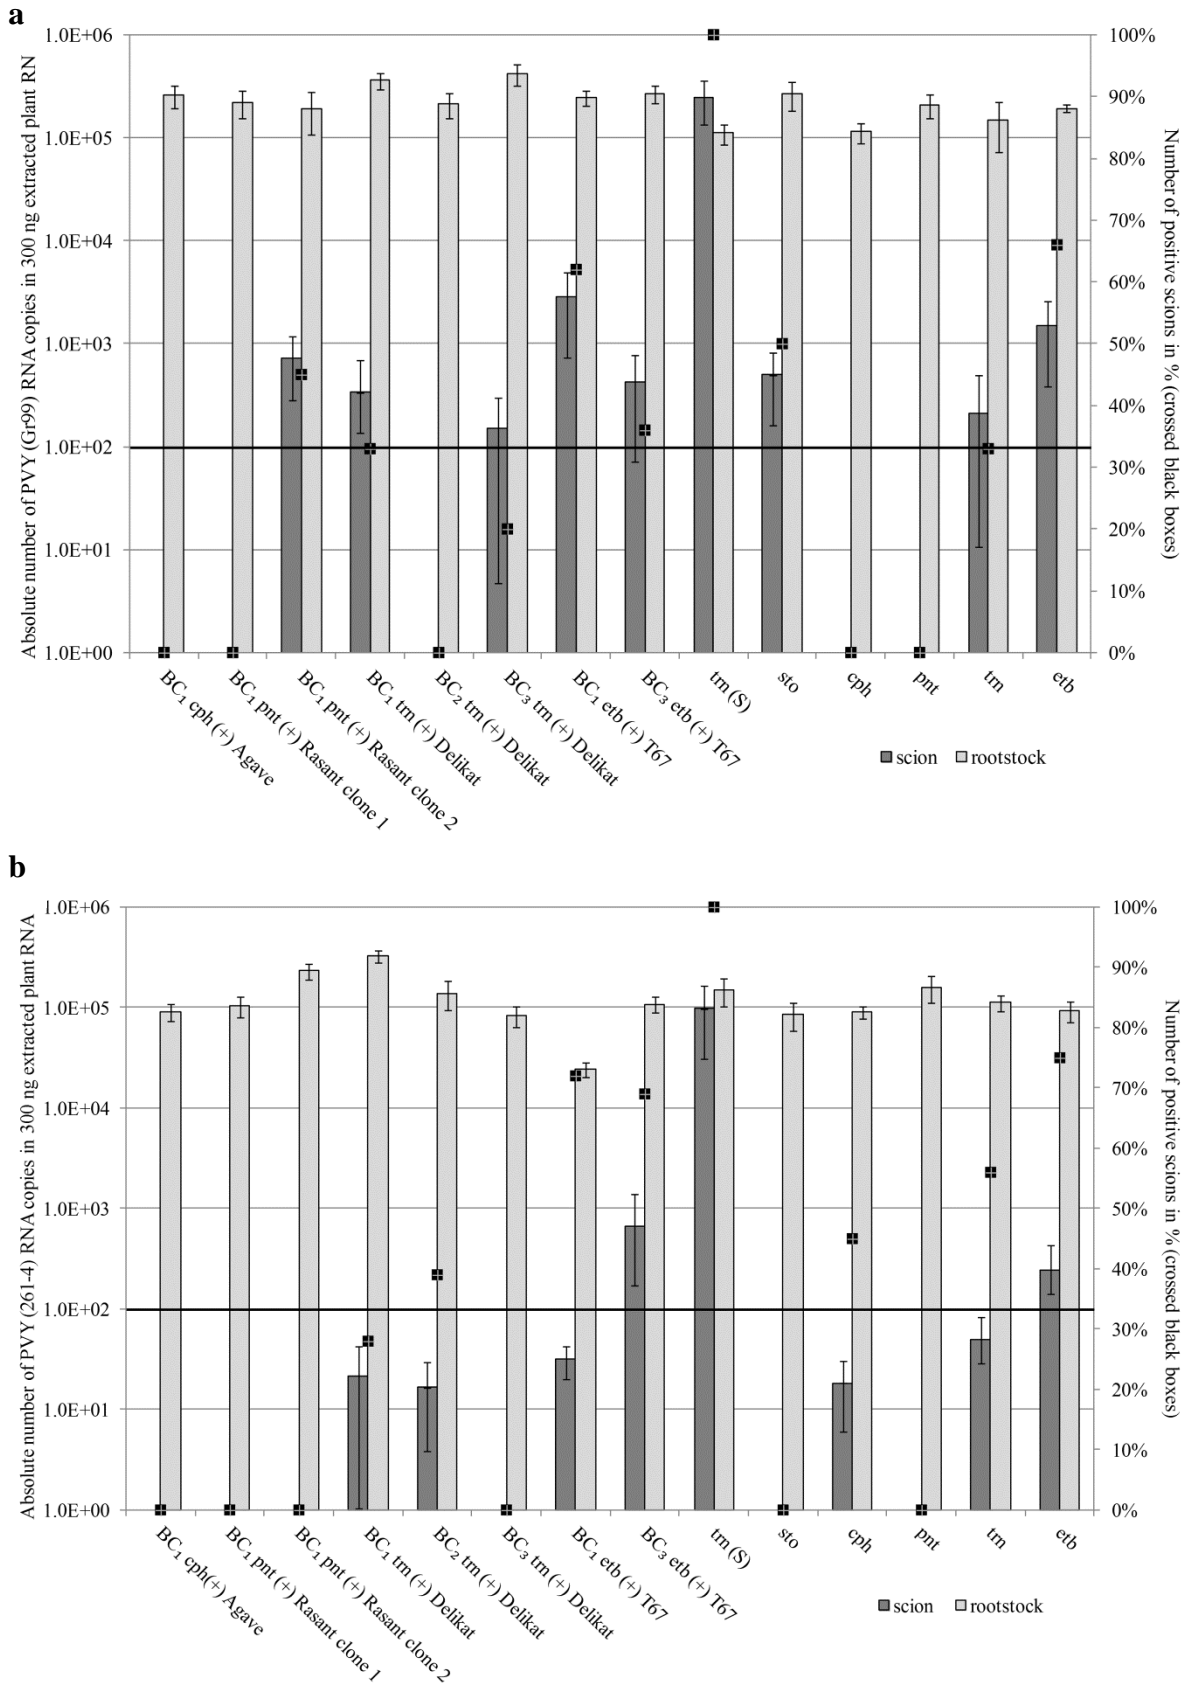 a
Absolute number of PVY (Gr99) RNA copies in 300 ng extracted plant RN
1.0E+06
1.0E+05
1.0E+04
1.0E+03
1.0E+02
1.0E+01
1.0E+00
100%
90%
80%
70%
60%
50%
40%
30%
20%
10%
0%
Number of positive scions in % (crossed black boxes)
BC₁ cph (+) Agave
BC₁ pnt (+) Rasant clone 1
BC₁ pnt (+) Rasant clone 2
BC₁ trn (+) Delikat
BC₂ trn (+) Delikat
BC₃ trn (+) Delikat
BC₁ etb (+) T67
BC₃ etb (+) T67
trn (S)
sto
cph
pnt
trn
etb
scion rootstock
b
Absolute number of PVY (261-4) RNA copies in 300 ng extracted plant RNA
1.0E+06
1.0E+05
1.0E+04
1.0E+03
1.0E+02
1.0E+01
1.0E+00
100%
90%
80%
70%
60%
50%
40%
30%
20%
10%
0%
Number of positive scions in % (crossed black boxes)
BC₁ cph(+) Agave
BC₁ pnt (+) Rasant clone 1
BC₁ pnt (+) Rasant clone 2
BC₁ trn (+) Delikat
BC₂ trn (+) Delikat
BC₃ trn (+) Delikat
BC₁ etb (+) T67
BC₃ etb (+) T67
trn (S)
sto
cph
pnt
trn
etb
scion rootstock